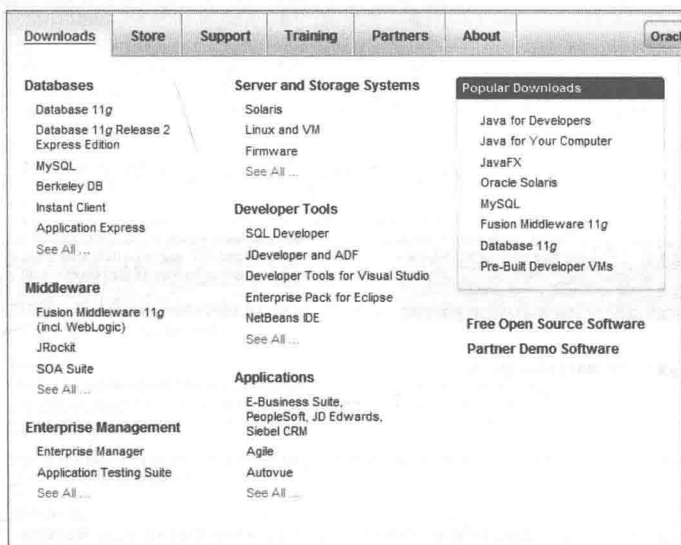 Downloads Store Support Training Partners About Oracl
Databases
Database 11g
Database 11g Release 2
Express Edition
MySQL
Berkeley DB
Instant Client
Application Express
See All ...
Middleware
Fusion Middleware 11g
(incl. WebLogic)
JRockit
SOA Suite
See All ...
Enterprise Management
Enterprise Manager
Application Testing Suite
See All ...
Server and Storage Systems
Solaris
Linux and VM
Firmware
See All ...
Developer Tools
SQL Developer
JDeveloper and ADF
Developer Tools for Visual Studio
Enterprise Pack for Eclipse
NetBeans IDE
See All ...
Applications
E-Business Suite,
PeopleSoft, JD Edwards,
Siebel CRM
Agile
Autovue
See All ...
Popular Downloads
Java for Developers
Java for Your Computer
JavaFX
Oracle Solaris
MySQL
Fusion Middleware 11g
Database 11g
Pre-Built Developer VMs
Free Open Source Software
Partner Demo Software